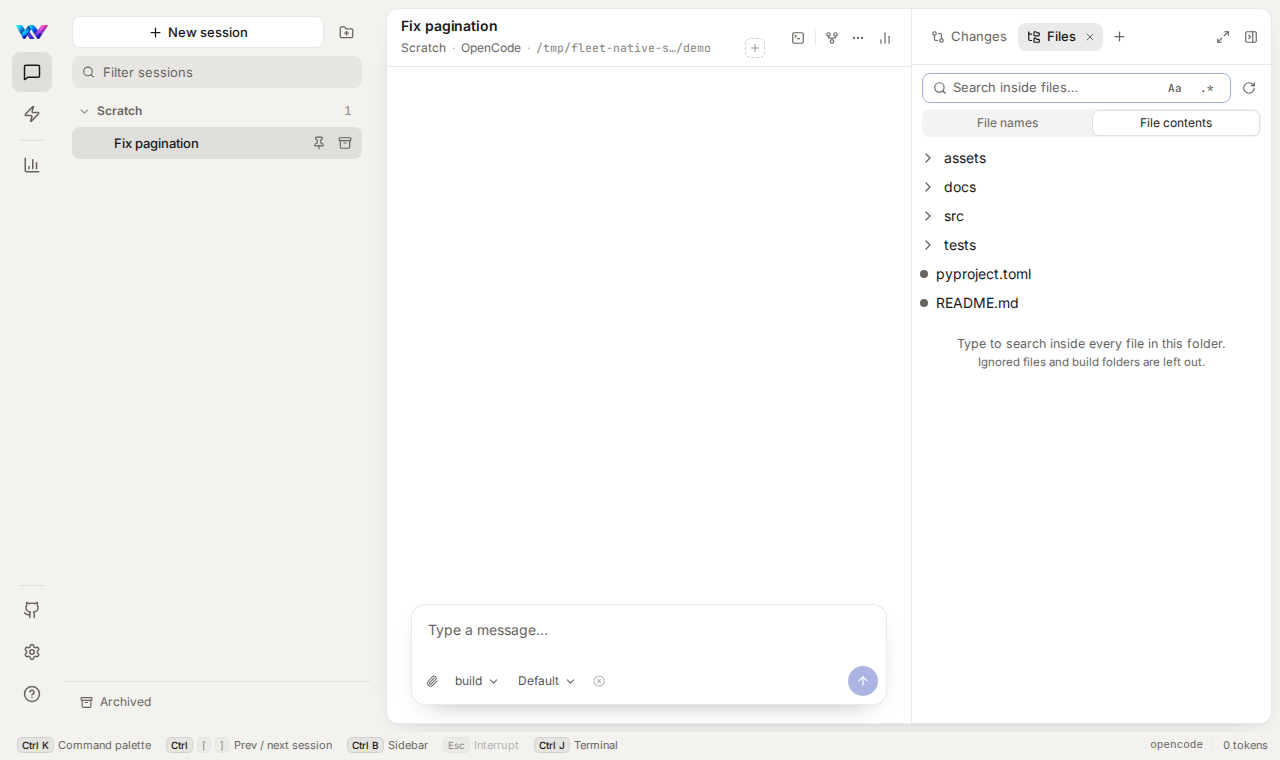 New session
Filter sessions
Scratch 1
Fix pagination
Archived
Fix pagination
Scratch · OpenCode · /tmp/fleet-native-s…/demo
Type a message...
build Default
Changes Files
Search inside files... Aa .*
File names File contents
assets
docs
src
tests
pyproject.toml
README.md
Type to search inside every file in this folder.
Ignored files and build folders are left out.
Ctrl K Command palette Ctrl [ ] Prev / next session Ctrl B Sidebar Esc Interrupt Ctrl J Terminal opencode 0 tokens